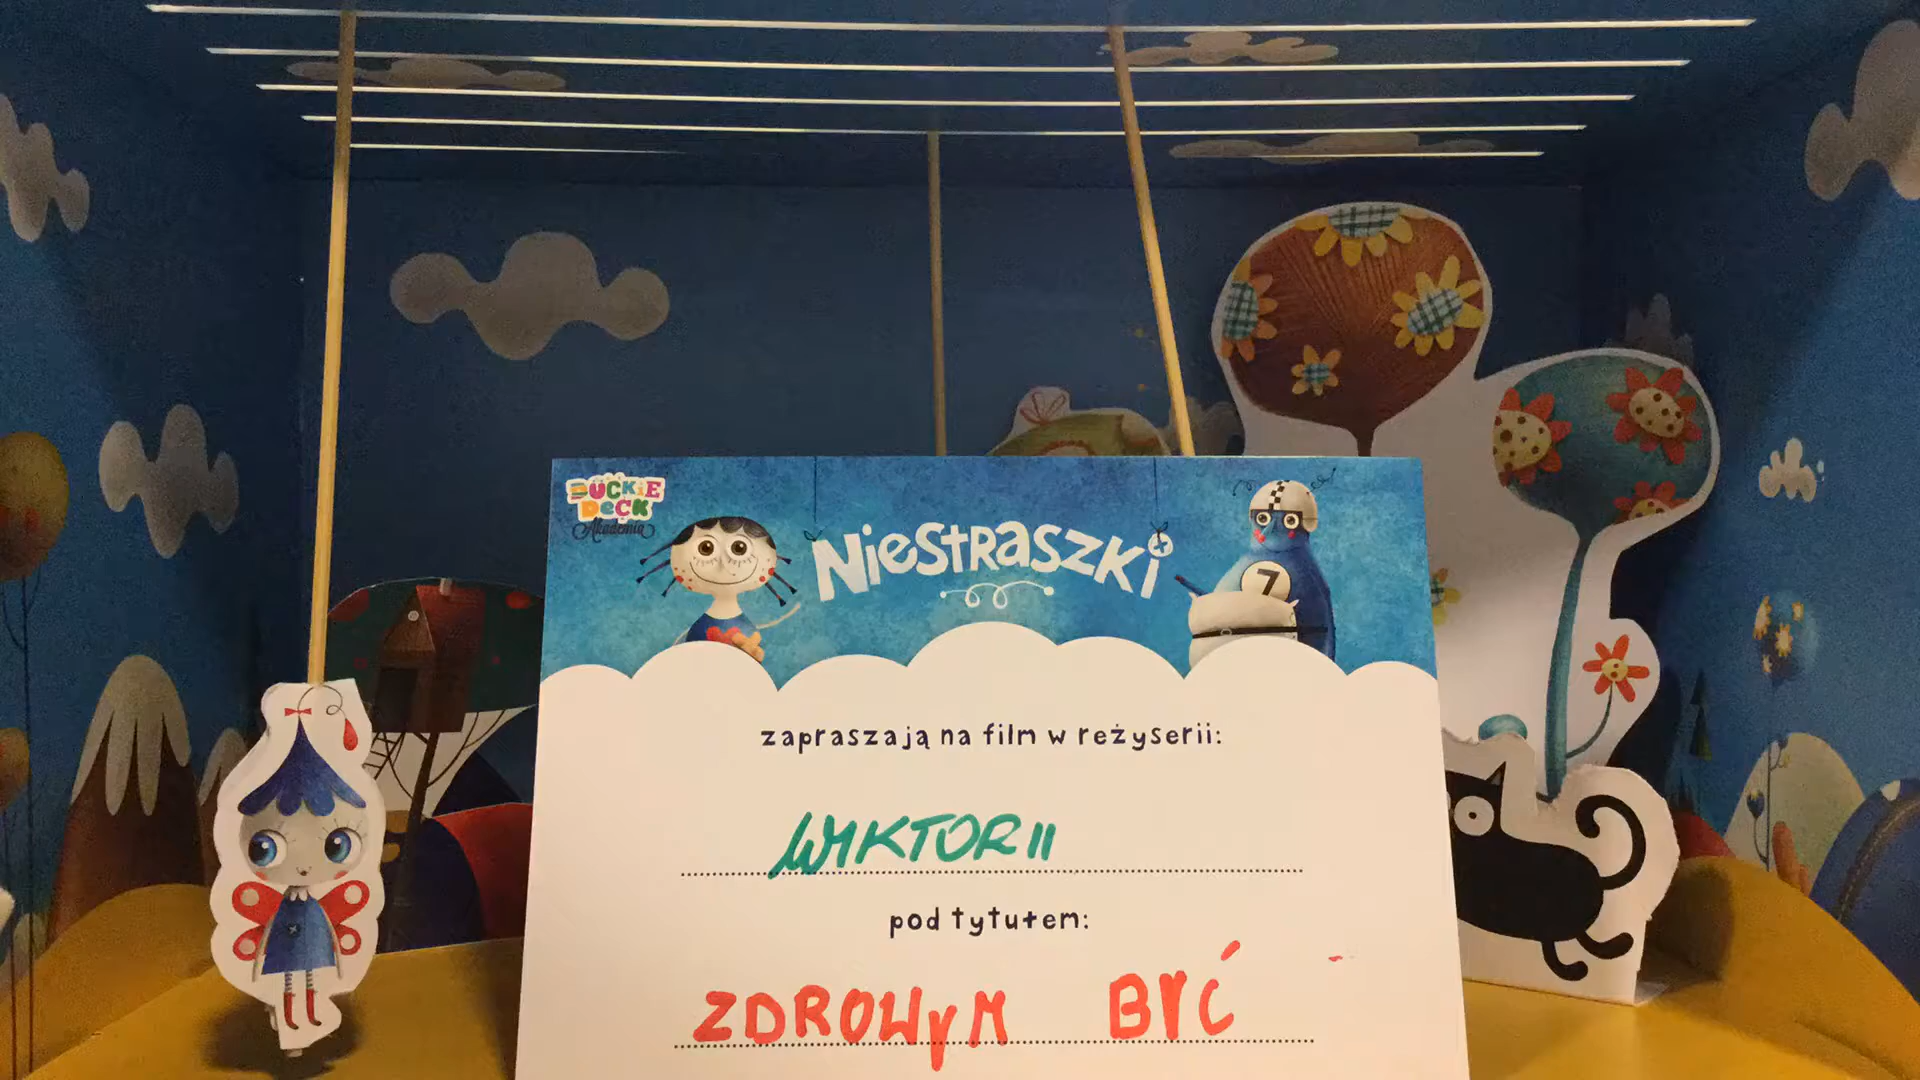 DUCKIE
DECK
Akademia
NIESTRASZKI
7
zapraszają na film w reżyserii:
WIKTORII
pod tytułem:
ZDROWYM BYĆ